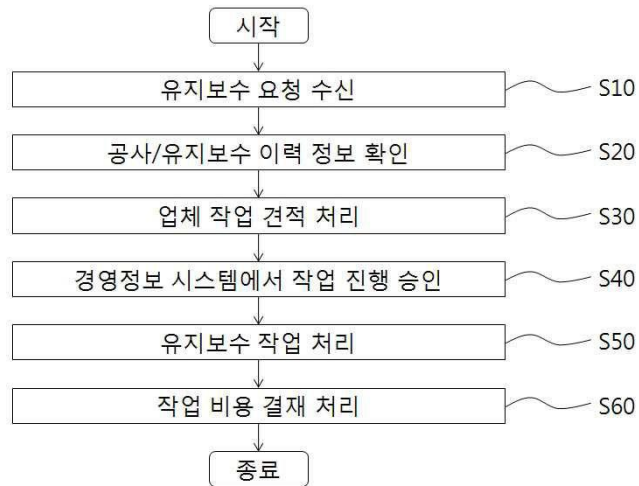 시작
유지보수 요청 수신
S10
공사/유지보수 이력 정보 확인
S20
업체 작업 견적 처리
S30
경영정보 시스템에서 작업 진행 승인
S40
유지보수 작업 처리
S50
작업 비용 결재 처리
S60
종료